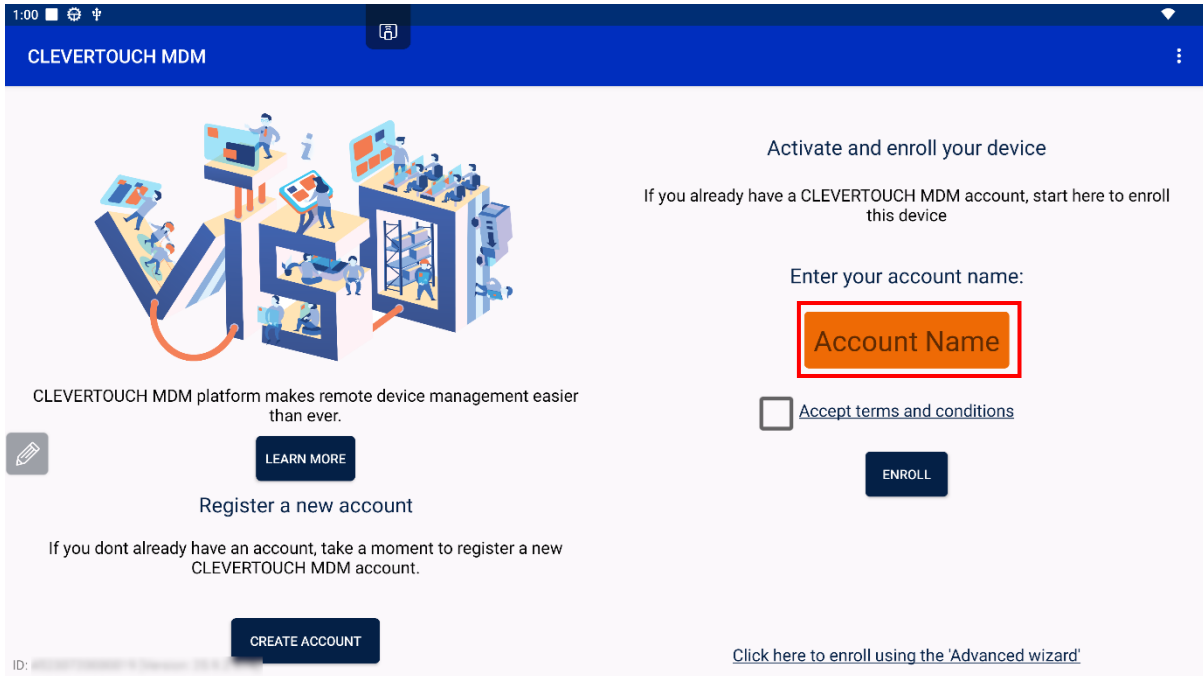 1:00
CLEVERTOUCH MDM
CLEVERTOUCH MDM platform makes remote device management easier
than ever.
LEARN MORE
Register a new account
If you dont already have an account, take a moment to register a new
CLEVERTOUCH MDM account.
CREATE ACCOUNT
ID:
Activate and enroll your device
If you already have a CLEVERTOUCH MDM account, start here to enroll
this device
Enter your account name:
Account Name
Accept terms and conditions
ENROLL
Click here to enroll using the 'Advanced wizard'